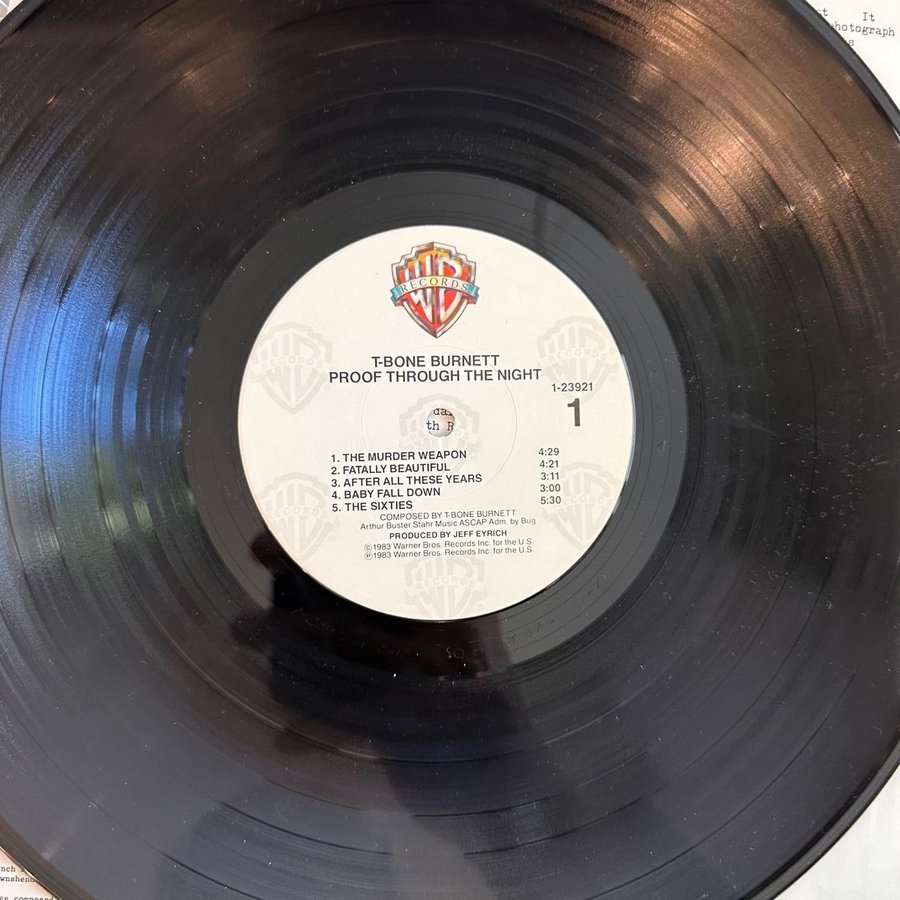 It
photograph
WB
RECORDS
T-BONE BURNETT
PROOF THROUGH THE NIGHT
1-23921
1
th R
1. THE MURDER WEAPON 4:29
2. FATALLY BEAUTIFUL 4:21
3. AFTER ALL THESE YEARS 3:11
4. BABY FALL DOWN 3:00
5. THE SIXTIES 5:30
COMPOSED BY T-BONE BURNETT
Arthur Buster Stahr Music ASCAP Adm. by Bug
PRODUCED BY JEFF EYRICH
©1983 Warner Bros. Records Inc. for the U.S.
℗1983 Warner Bros. Records Inc. for the U.S.